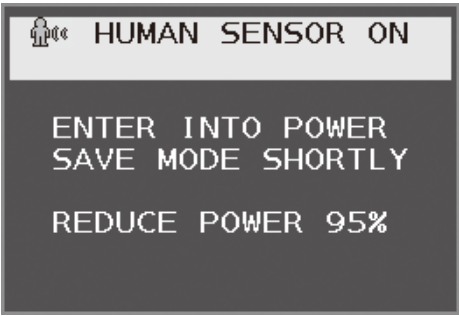 HUMAN SENSOR ON
ENTER INTO POWER
SAVE MODE SHORTLY
REDUCE POWER 95%